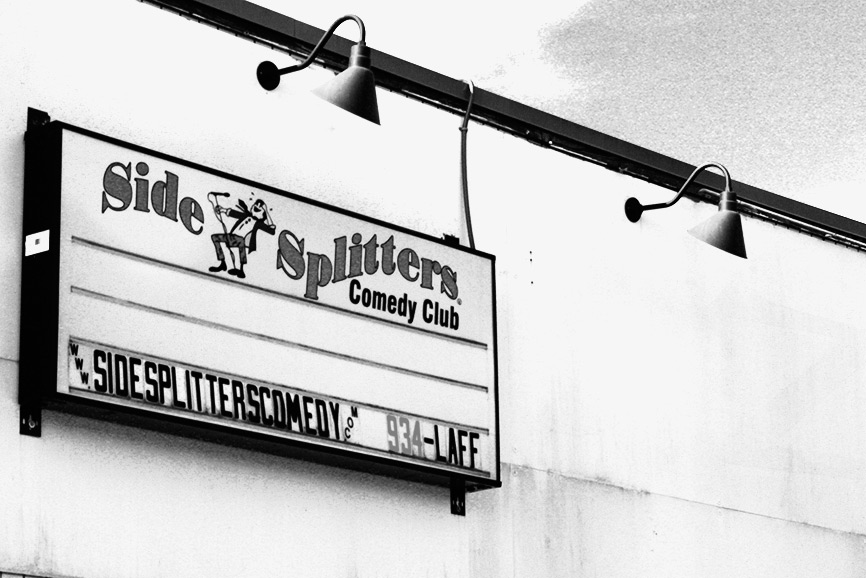 Side Splitters
Comedy Club
www.SIDESPLITTERSCOMEDY.COM 934-LAFF